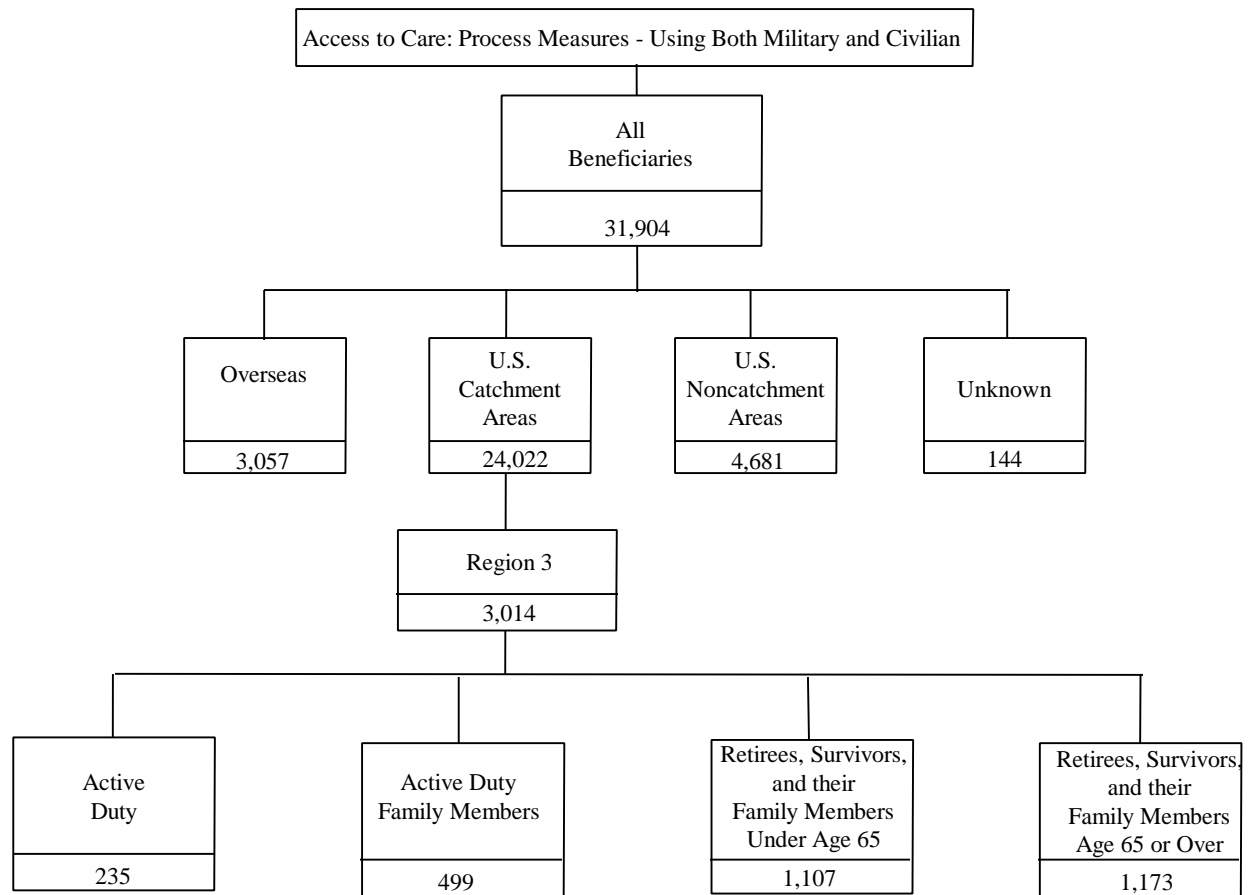 Access to Care: Process Measures - Using Both Military and Civilian
All
Beneficiaries
31,904
Overseas
3,057
U.S.
Catchment
Areas
24,022
U.S.
Noncatchment
Areas
4,681
Unknown
144
Region 3
3,014
Active
Duty
235
Active Duty
Family Members
499
Retirees, Survivors,
and their
Family Members
Under Age 65
1,107
Retirees, Survivors,
and their
Family Members
Age 65 or Over
1,173